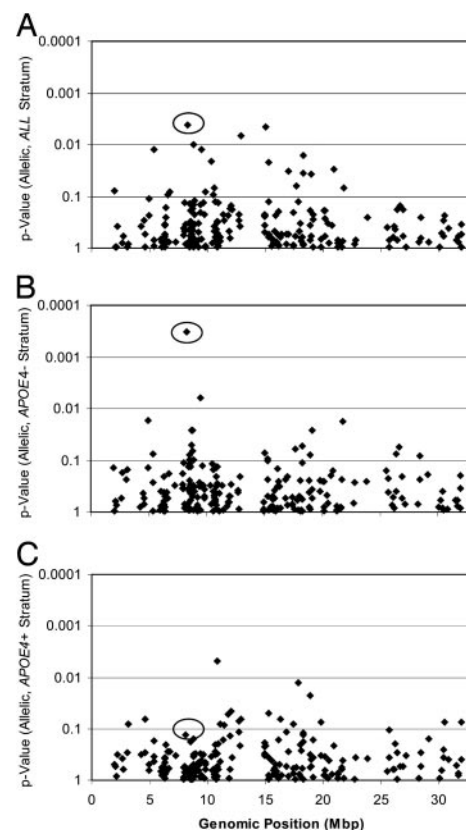 A
p-Value (Allelic, ALL Stratum)
0.0001
0.001
0.01
0.1
1
B
p-Value (Allelic, APOE4- Stratum)
0.0001
0.001
0.01
0.1
1
C
p-Value (Allelic, APOE4+ Stratum)
0.0001
0.001
0.01
0.1
1
0 5 10 15 20 25 30
Genomic Position (Mbp)